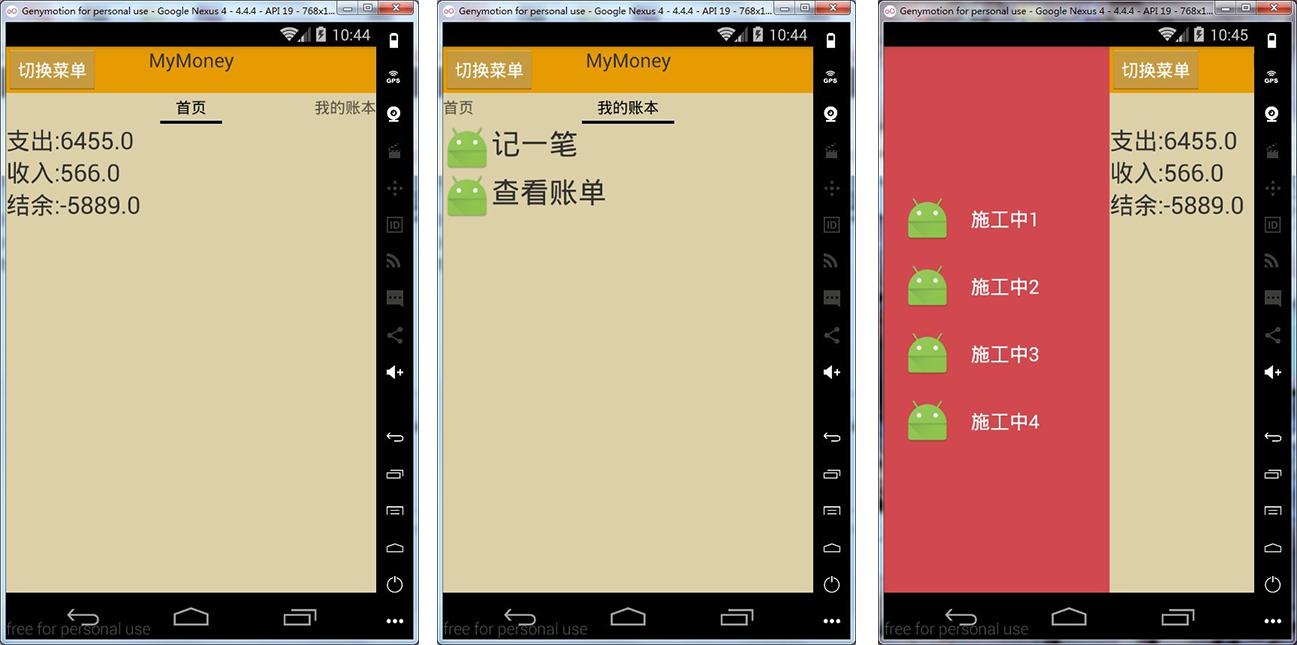 Genymotion for personal use - Google Nexus 4 - 4.4.4 - API 19 - 768x1...
10:44
切换菜单
MyMoney
首页
我的账本
支出:6455.0
收入:566.0
结余:-5889.0
GPS
ID
free for personal use
Genymotion for personal use - Google Nexus 4 - 4.4.4 - API 19 - 768x1...
10:44
切换菜单
MyMoney
首页
我的账本
记一笔
查看账单
GPS
ID
free for personal use
Genymotion for personal use - Google Nexus 4 - 4.4.4 - API 19 - 768x1...
10:45
切换菜单
支出:6455.0
收入:566.0
结余:-5889.0
施工中1
施工中2
施工中3
施工中4
GPS
ID
free for personal use